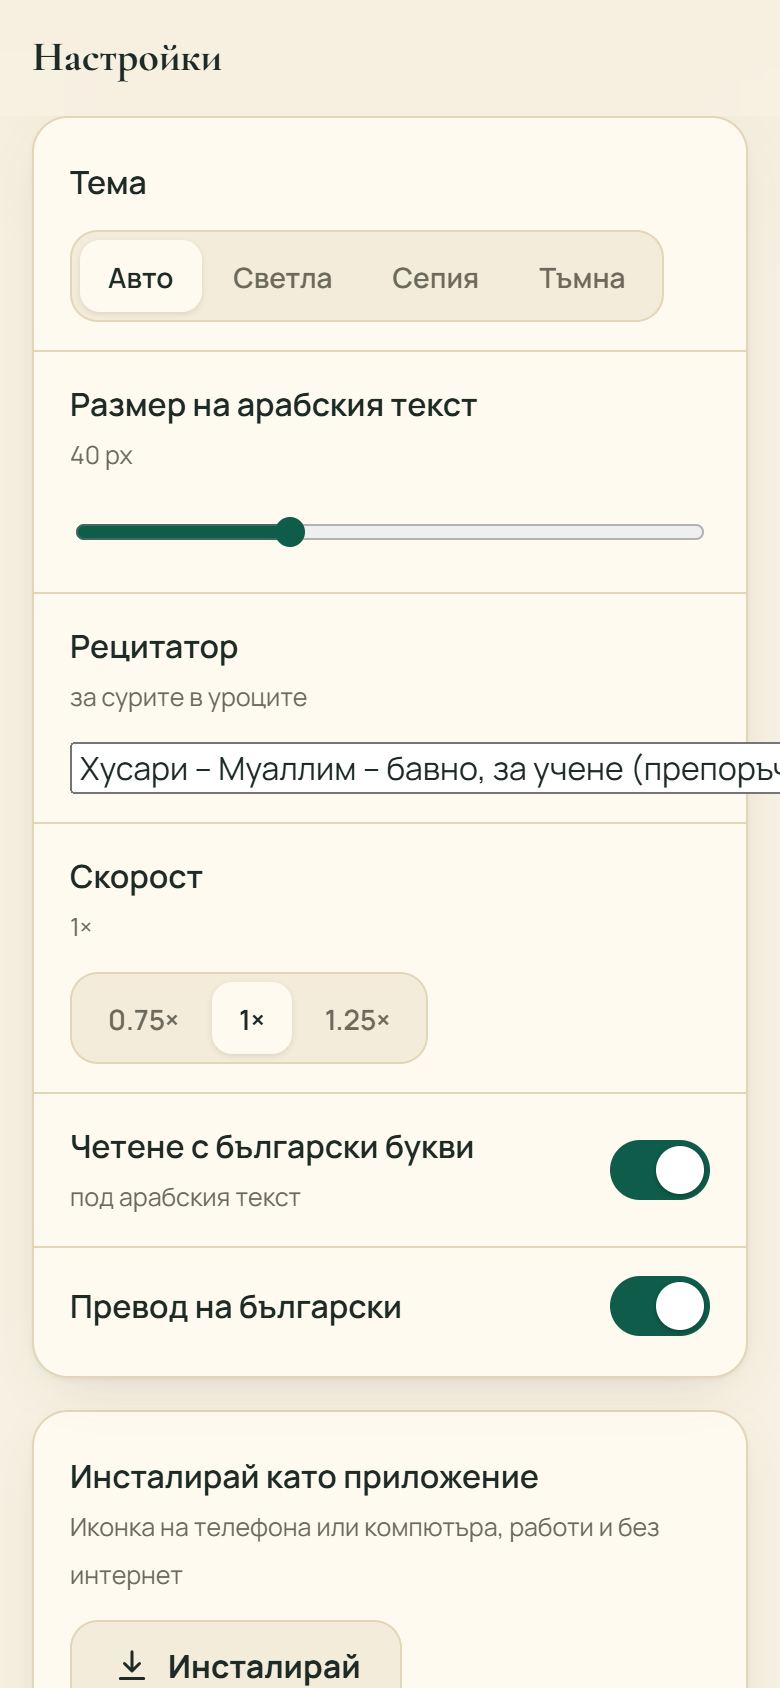 Настройки
Тема
Авто Светла Сепия Тъмна
Размер на арабския текст
40 px
Рецитатор
за сурите в уроците
Хусари – Муаллим – бавно, за учене
Скорост
1×
0.75× 1× 1.25×
Четене с български букви
под арабския текст
Превод на български
Инсталирай като приложение
Иконка на телефона или компютъра, работи и без
интернет
Инсталирай